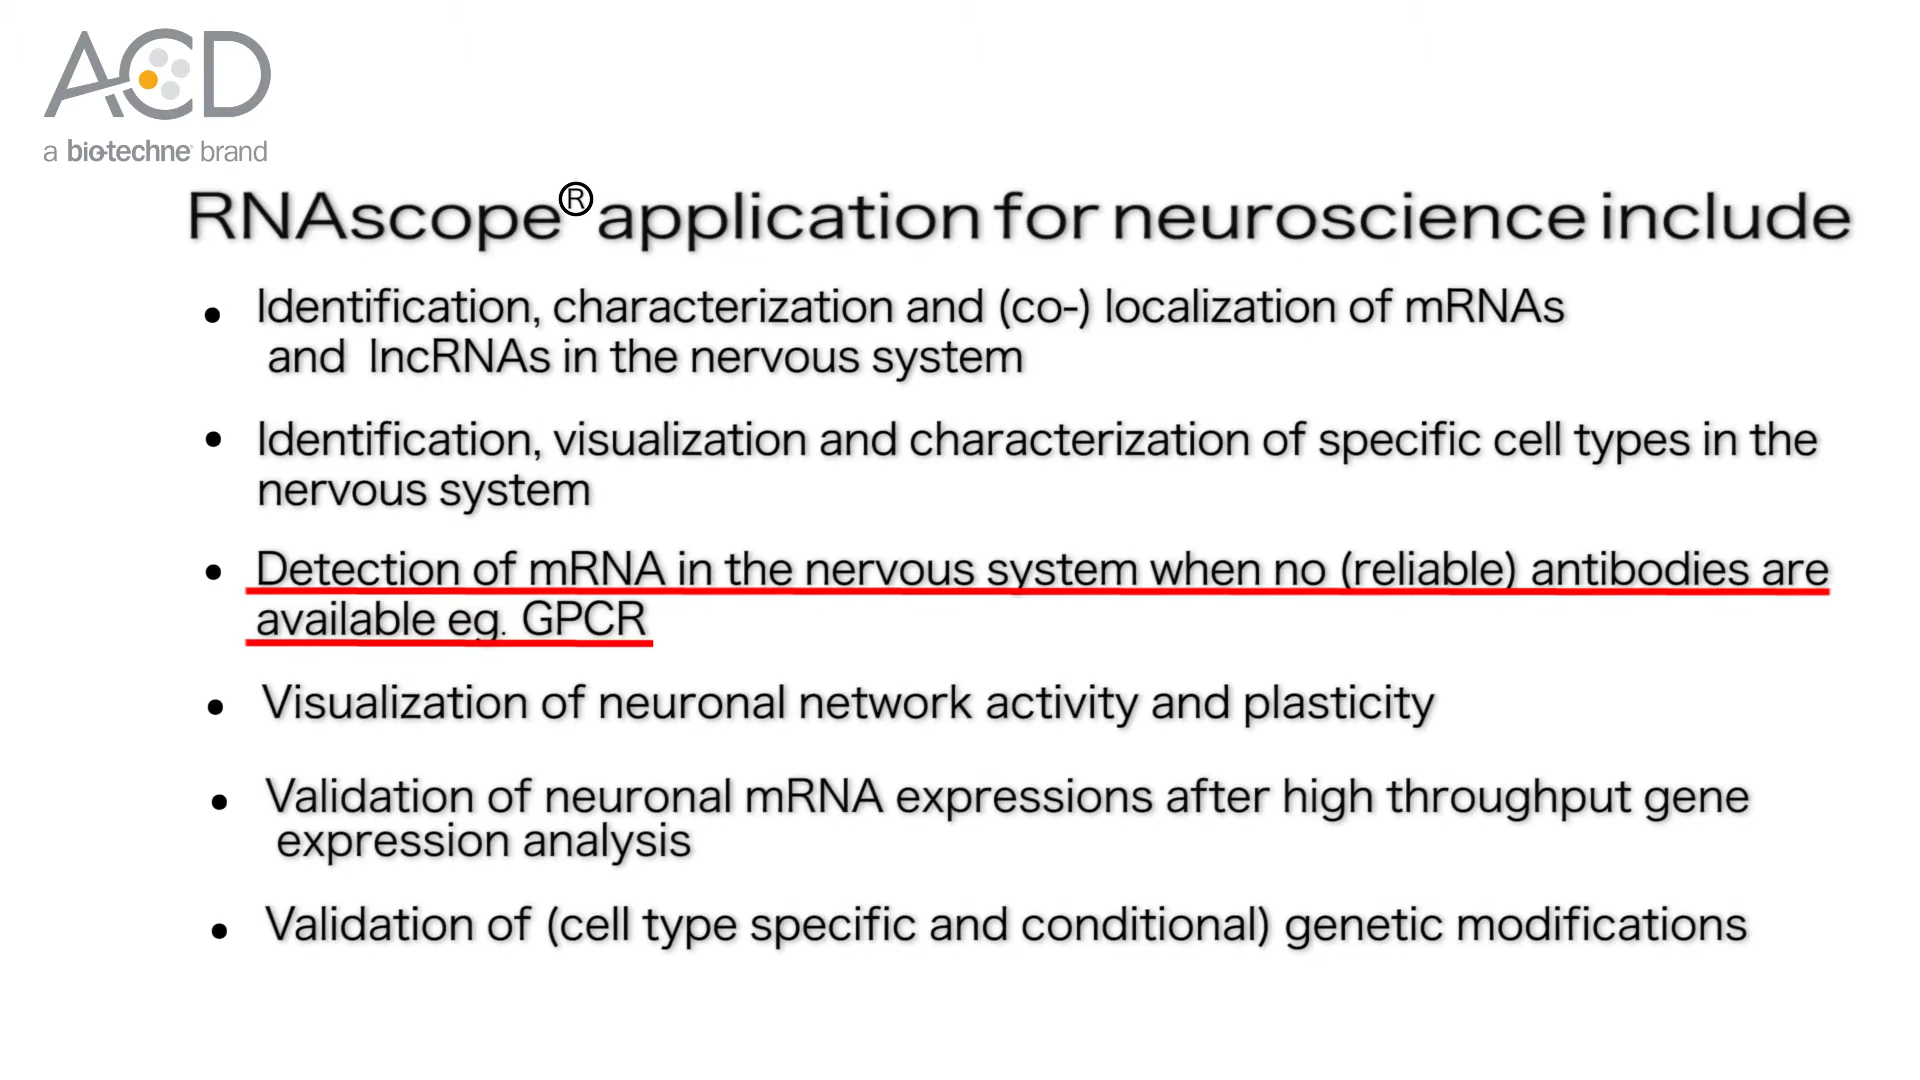 ACD
a bio-techne brand
RNAscope® application for neuroscience include
• Identification, characterization and (co-) localization of mRNAs
and lncRNAs in the nervous system
• Identification, visualization and characterization of specific cell types in the
nervous system
• Detection of mRNA in the nervous system when no (reliable) antibodies are
available eg. GPCR
• Visualization of neuronal network activity and plasticity
• Validation of neuronal mRNA expressions after high throughput gene
expression analysis
• Validation of (cell type specific and conditional) genetic modifications